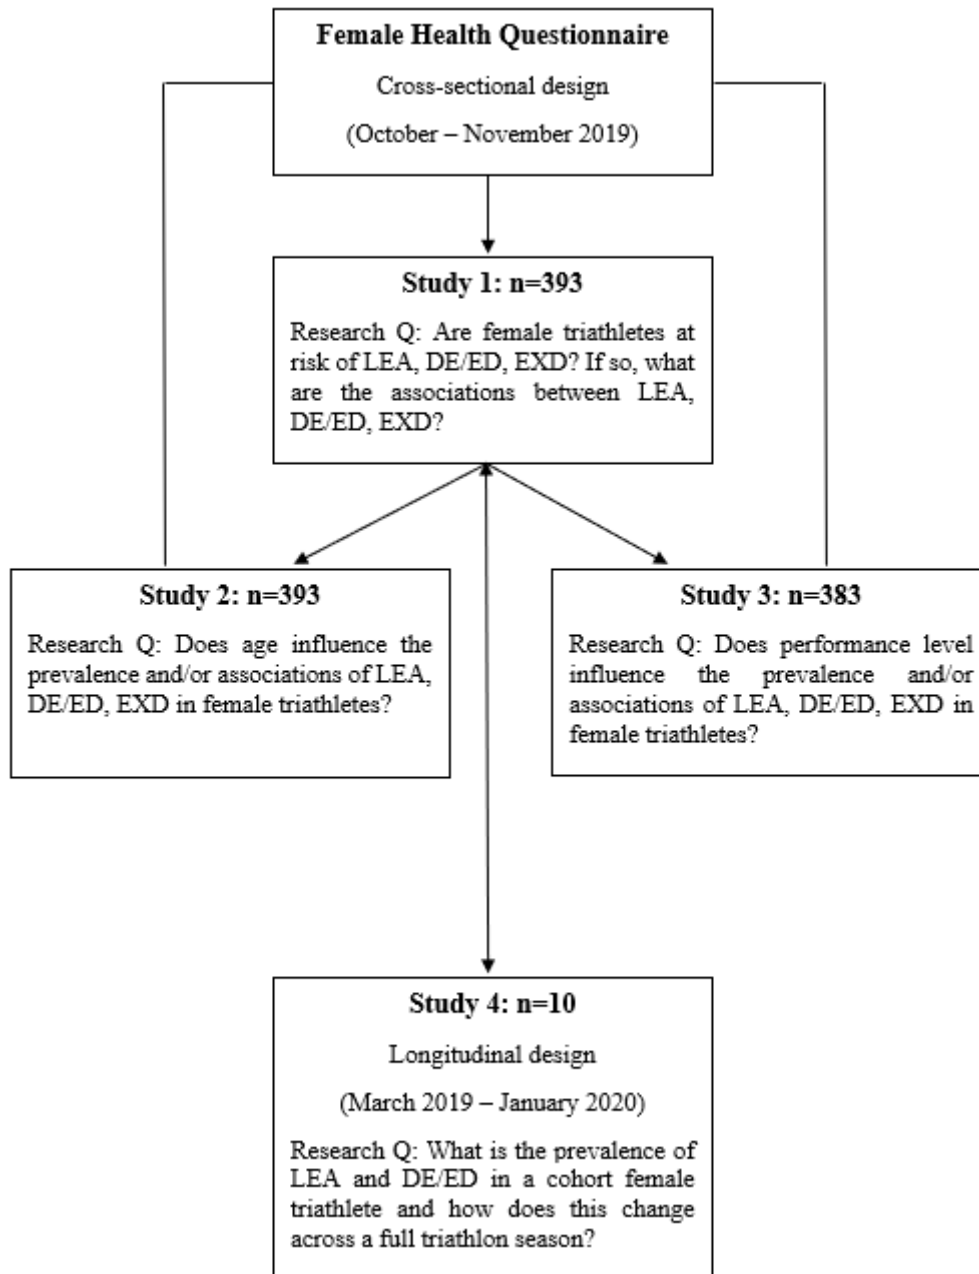 Female Health Questionnaire
Cross-sectional design
(October – November 2019)
Study 1: n=393
Research Q: Are female triathletes at
risk of LEA, DE/ED, EXD? If so, what
are the associations between LEA,
DE/ED, EXD?
Study 2: n=393
Research Q: Does age influence the
prevalence and/or associations of LEA,
DE/ED, EXD in female triathletes?
Study 3: n=383
Research Q: Does performance level
influence the prevalence and/or
associations of LEA, DE/ED, EXD in
female triathletes?
Study 4: n=10
Longitudinal design
(March 2019 – January 2020)
Research Q: What is the prevalence of
LEA and DE/ED in a cohort female
triathlete and how does this change
across a full triathlon season?